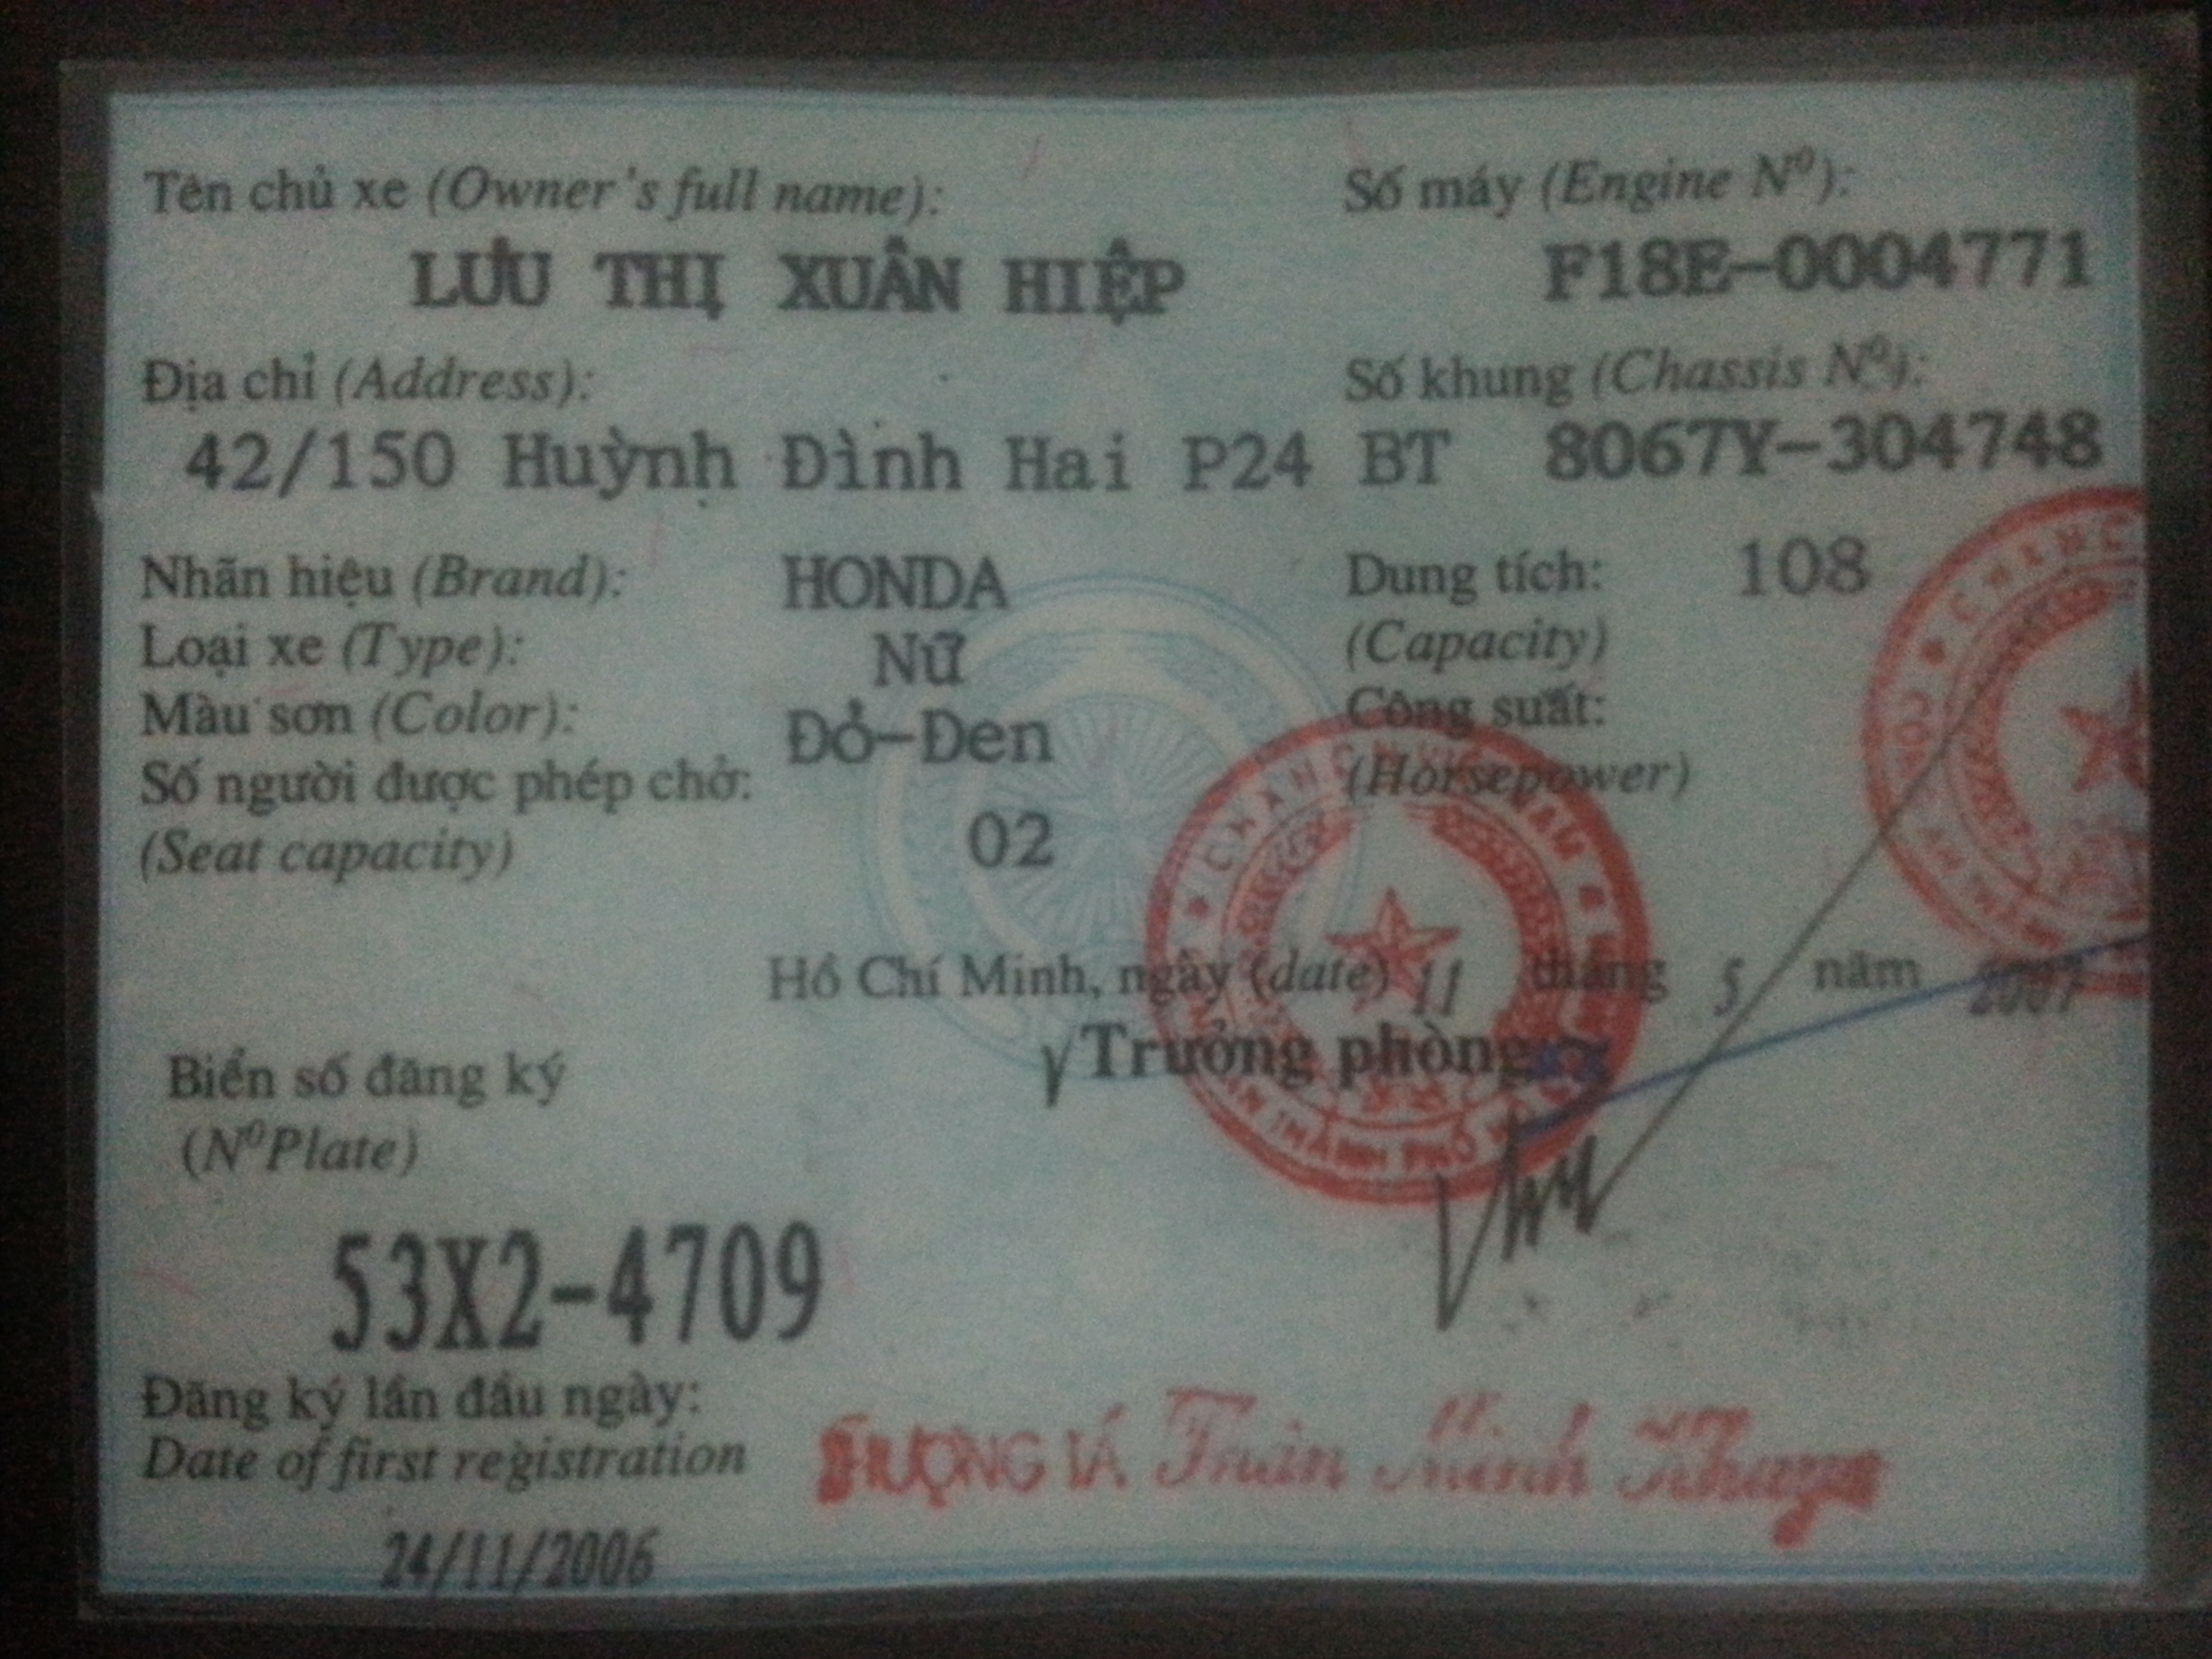 Tên chủ xe (Owner's full name):
LƯU THỊ XUÂN HIỆP
Số máy (Engine Nº):
F18E-0004771
Địa chỉ (Address):
42/150 Huỳnh Đình Hai P24 BT
Số khung (Chassis Nº):
8067Y-304748
Nhãn hiệu (Brand): HONDA
Loại xe (Type): Nữ
Màu sơn (Color): Đỏ-Đen
Số người được phép chở:
(Seat capacity) 02
Dung tích: 108
(Capacity)
Công suất:
(Horsepower)
Hồ Chí Minh, ngày (date) 11 tháng 5 năm 2007
Trưởng phòng
Biển số đăng ký
(Nº Plate)
53X2-4709
Đăng ký lần đầu ngày:
Date of first registration
24/11/2006
THƯỢNG TÁ Trần Minh